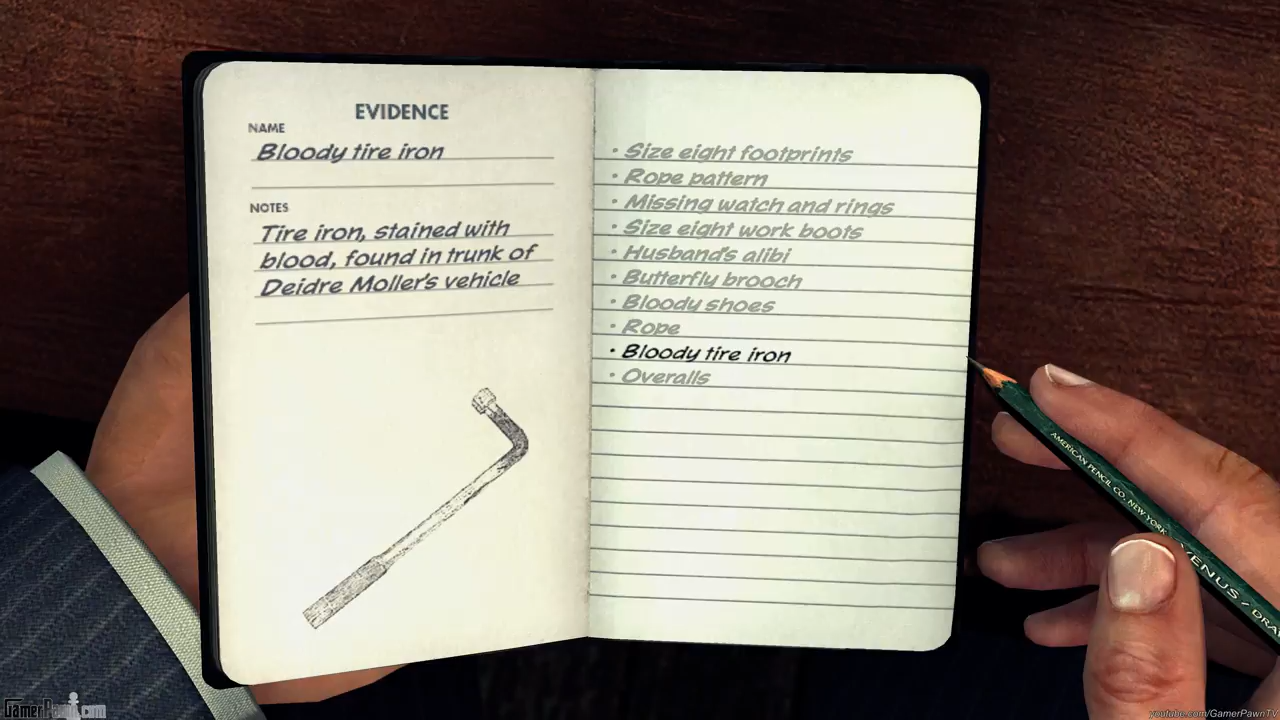 EVIDENCE
NAME
Bloody tire iron
NOTES
Tire iron, stained with
blood, found in trunk of
Deidre Moller's vehicle
• Size eight footprints
• Rope pattern
• Missing watch and rings
• Size eight work boots
• Husband's alibi
• Butterfly brooch
• Bloody shoes
• Rope
• Bloody tire iron
• Overalls
AMERICAN PENCIL CO. NEW YORK
VENUS / DRA
GamerPawn.com
youtube.com/GamerPawnTV